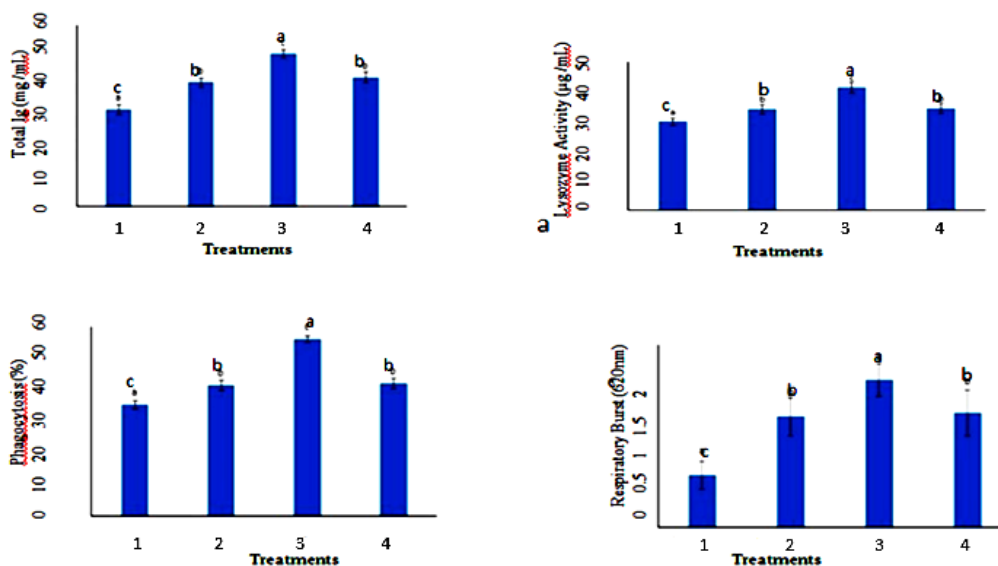 Total Ig (mg/mL)
60
50
40
30
20
10
0
c
b
a
b
1 2 3 4
Treatments
Lysozyme Activity (µg/mL)
50
40
30
20
10
0
c
b
a
b
a
1 2 3 4
Treatments
Phagocytosis (%)
60
50
40
30
20
10
0
c
b
a
b
1 2 3 4
Treatments
Respiratory Burst (620nm)
2
1.5
1
0.5
0
c
b
a
b
1 2 3 4
Treatments